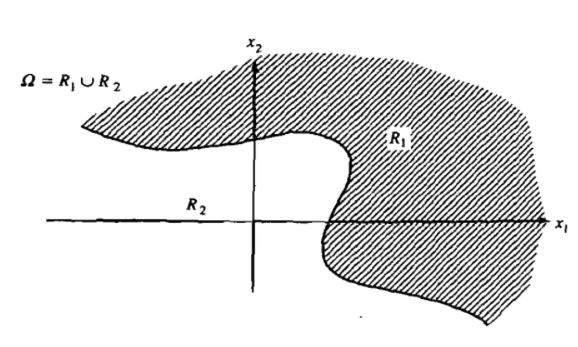 x₂
Ω = R₁ ∪ R₂
R₁
R₂
x₁